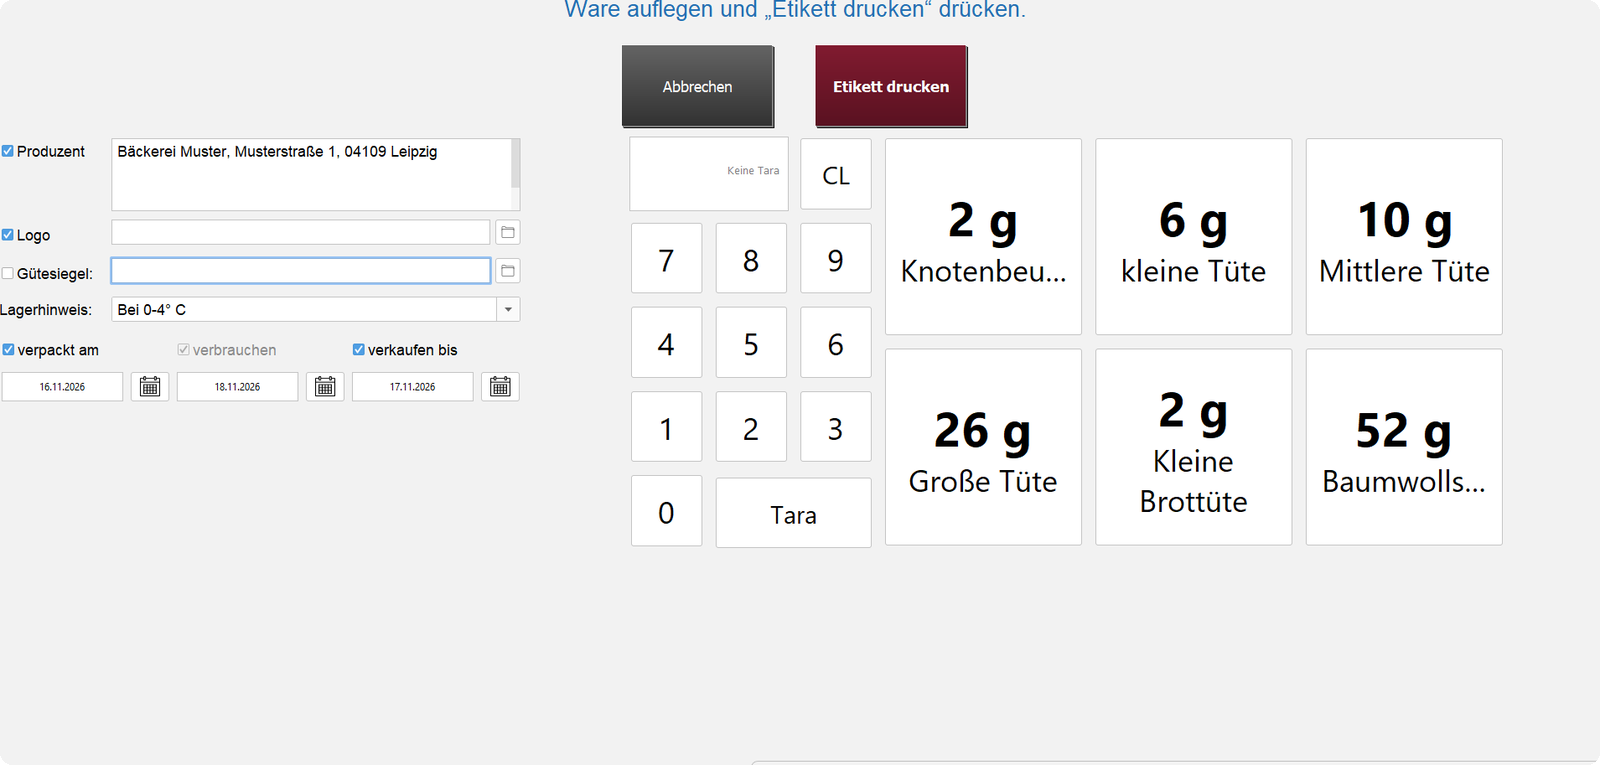 Ware auflegen und „Etikett drucken“ drücken.
Abbrechen
Etikett drucken
Produzent
Bäckerei Muster, Musterstraße 1, 04109 Leipzig
Logo
Gütesiegel:
Lagerhinweis:
Bei 0-4° C
verpackt am
verbrauchen
verkaufen bis
16.11.2026
18.11.2026
17.11.2026
Keine Tara
CL
7
8
9
4
5
6
1
2
3
0
Tara
2 g
Knotenbeu...
6 g
kleine Tüte
10 g
Mittlere Tüte
26 g
Große Tüte
2 g
Kleine
Brottüte
52 g
Baumwolls...